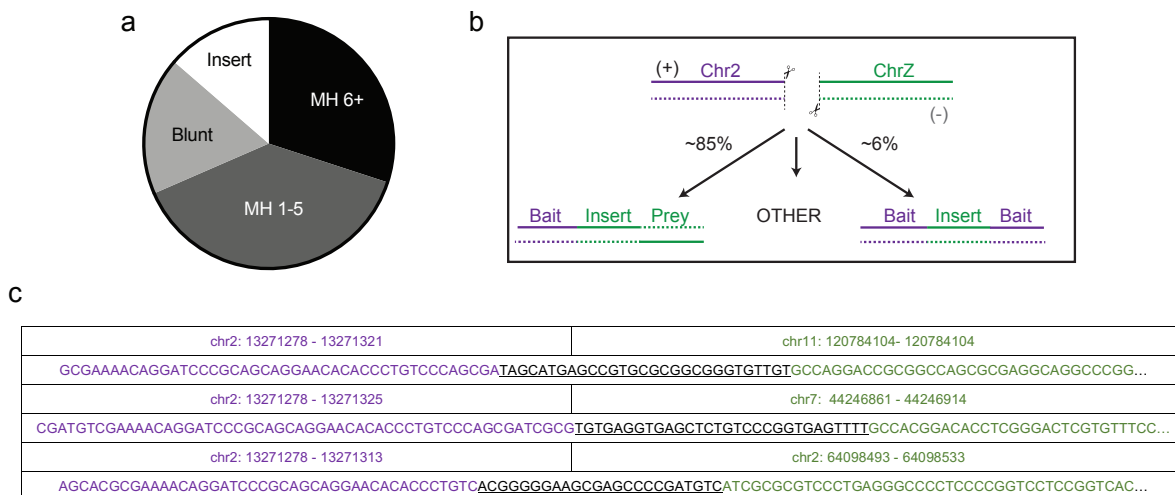 a
Insert
MH 6+
Blunt
MH 1-5
b
(+) Chr2 ChrZ
(-)
~85% ~6%
Bait Insert Prey OTHER Bait Insert Bait
c
chr2: 13271278 - 13271321 chr11: 120784104- 120784104
GCGAAAACAGGATCCCGCAGCAGGAACACACCCTGTCCCAGCGATAGCATGAGCCGTGCGCGGCGGGTGTTGTGCCAGGACCGCGGCCAGCGCGAGGCAGGCCCGG...
chr2: 13271278 - 13271325 chr7: 44246861 - 44246914
CGATGTCGAAAACAGGATCCCGCAGCAGGAACACACCCTGTCCCAGCGATCGCGTGTGAGGTGAGCTCTGTCCCGGTGAGTTTTGCCACGGACACCTCGGGACTCGTGTTTCC...
chr2: 13271278 - 13271313 chr2: 64098493 - 64098533
AGCACGCGAAAACAGGATCCCGCAGCAGGAACACACCCTGTCACGGGGGAAGCGAGCCCCGATGTCATCGCGCGTCCCTGAGGGCCCCTCCCCGGTCCTCCGGTCAC...